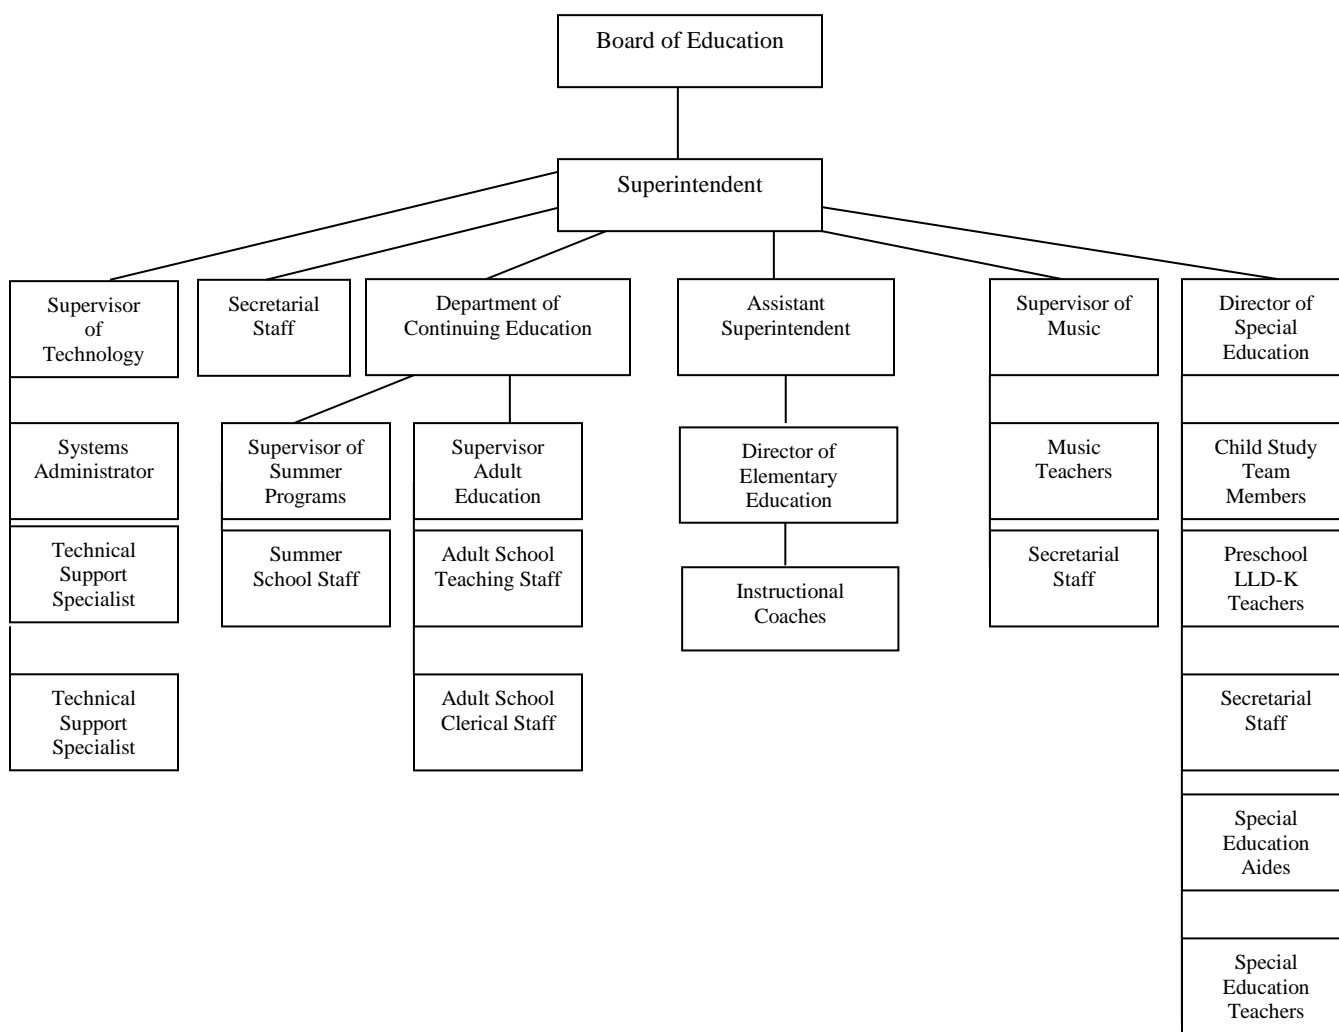 Board of Education
Superintendent
Supervisor
of
Technology
Secretarial
Staff
Department of
Continuing Education
Assistant
Superintendent
Supervisor
of Music
Director of
Special
Education
Systems
Administrator
Supervisor of
Summer
Programs
Supervisor
Adult
Education
Director of
Elementary
Education
Music
Teachers
Child Study
Team
Members
Technical
Support
Specialist
Summer
School Staff
Adult School
Teaching Staff
Instructional
Coaches
Secretarial
Staff
Preschool
LLD-K
Teachers
Technical
Support
Specialist
Adult School
Clerical Staff
Secretarial
Staff
Special
Education
Aides
Special
Education
Teachers